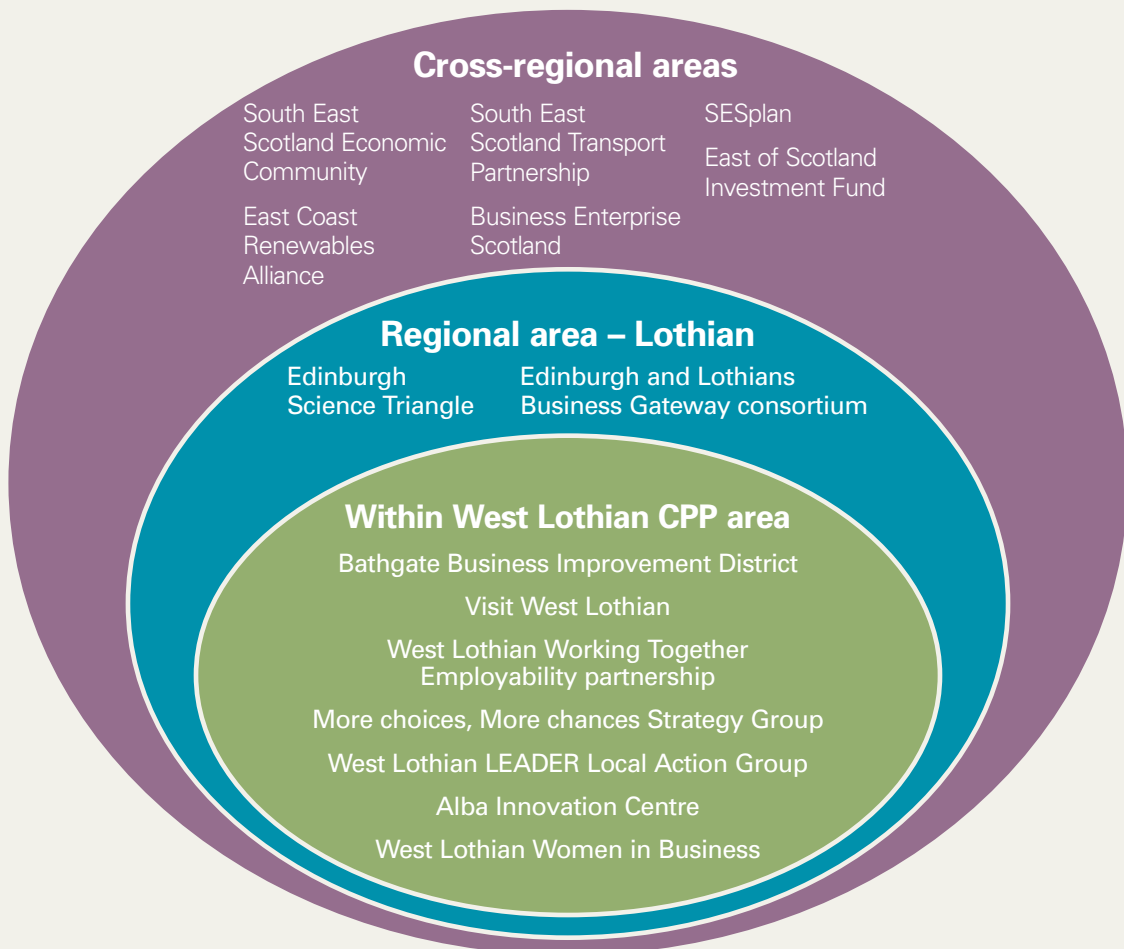 Cross-regional areas
South East
Scotland Economic
Community
East Coast
Renewables
Alliance
South East
Scotland Transport
Partnership
Business Enterprise
Scotland
SESplan
East of Scotland
Investment Fund
Regional area – Lothian
Edinburgh
Science Triangle
Edinburgh and Lothians
Business Gateway consortium
Within West Lothian CPP area
Bathgate Business Improvement District
Visit West Lothian
West Lothian Working Together
Employability partnership
More choices, More chances Strategy Group
West Lothian LEADER Local Action Group
Alba Innovation Centre
West Lothian Women in Business